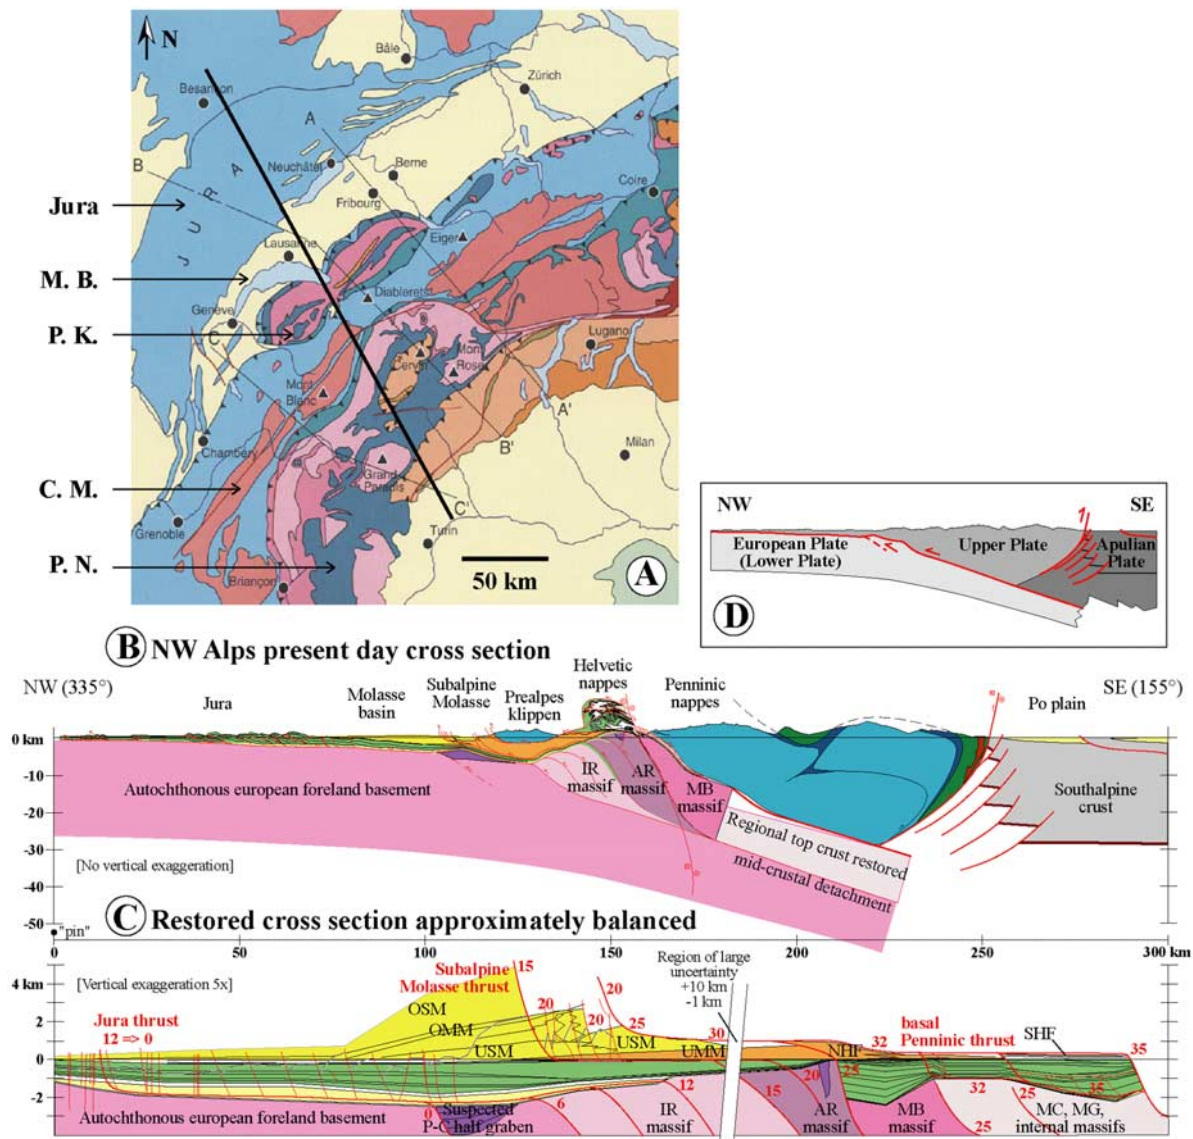 N
Bâle
Zürich
Besançon
A
B
Neuchâtel
Berne
Fribourg
Coire
JURA
Jura
Lausanne
Eiger
M. B.
Diablerets
Genève
P. K.
C
Lugano
Cervin
Mont Rose
Mont Blanc
A'
B'
Milan
Chambéry
C. M.
Grand Paradis
C'
Grenoble
Turin
P. N.
Briançon
50 km
A
NW
SE
1
European Plate
(Lower Plate)
Upper Plate
Apulian
Plate
D
B NW Alps present day cross section
NW (335°)
SE (155°)
Jura
Molasse
basin
Subalpine
Molasse
Prealpes
klippen
Helvetic
nappes
Penninic
nappes
Po plain
0 km
-10
-20
-30
-40
-50
Autochthonous european foreland basement
IR
massif
AR
massif
MB
massif
Southalpine
crust
Regional top crust restored
mid-crustal detachment
[No vertical exaggeration]
C Restored cross section approximately balanced
"pin"
0
50
100
150
200
250
300 km
[Vertical exaggeration 5x]
Region of large
uncertainty
+10 km
-1 km
4 km
2
0
-2
Jura thrust
12 => 0
Subalpine
Molasse thrust
15
20
20
20
25
30
OSM
OMM
USM
USM
UMM
NHF
32
basal
Penninic thrust
SHF
35
25
20
15
12
6
0
32
25
35
25
Autochthonous european foreland basement
Suspected
P-C half graben
IR
massif
AR
massif
MB
massif
MC, MG,
internal massifs